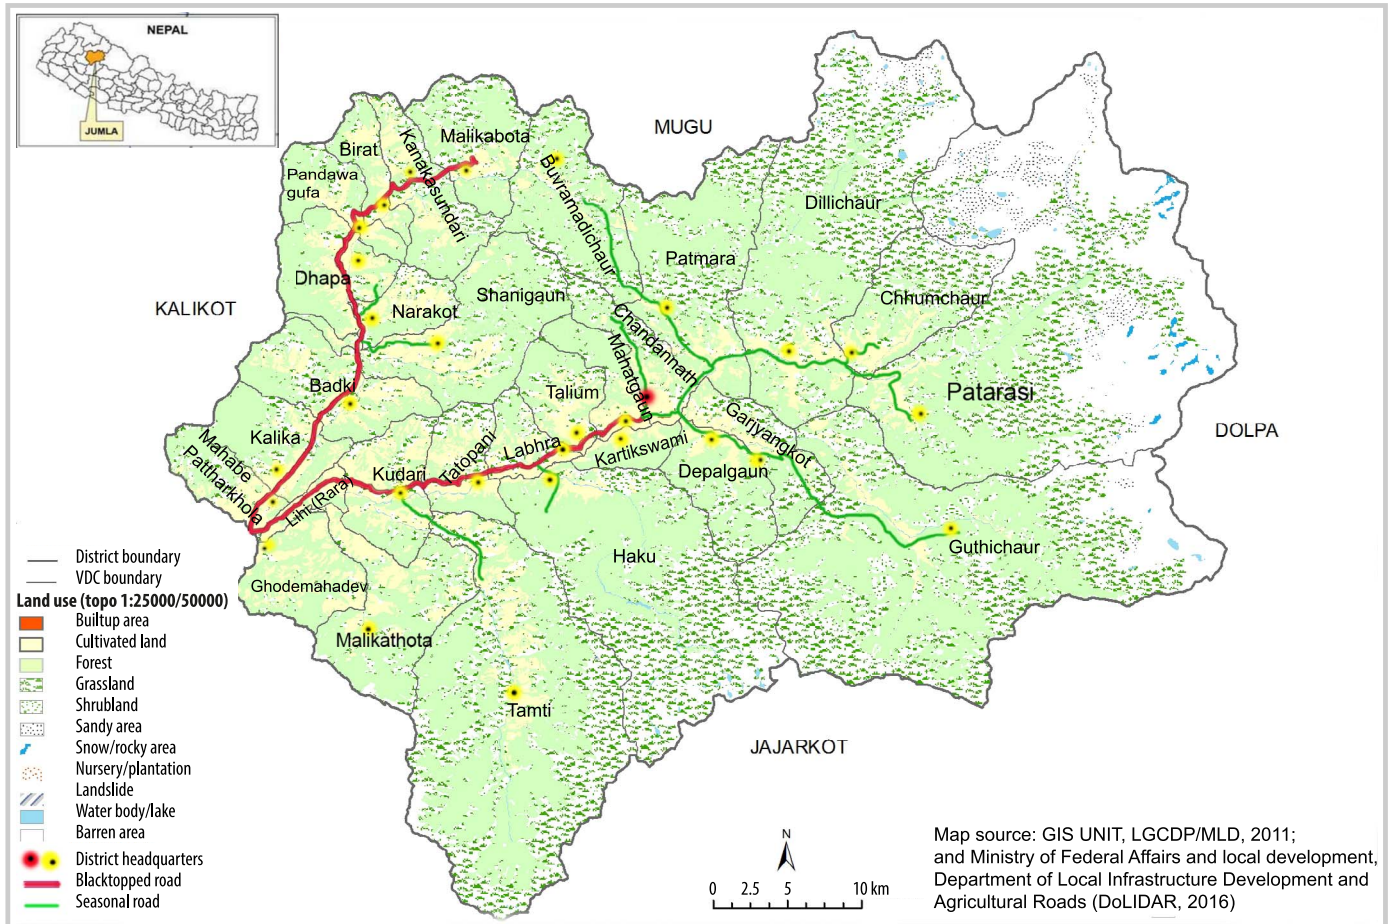 NEPAL
JUMLA
MUGU
KALIKOT
DOLPA
JAJARKOT
Birat
Kanakasundari
Malikabota
Pandawa
gufa
Buvramadichaur
Dillichaur
Patmara
Dhapa
Shanigaun
Chhumchaur
Narakot
Chandannath
Mahatgaun
Badki
Talium
Patarasi
Garjyangkot
Kalika
Mahabe
Pattharkhola
Labhra
Kartikswami
Tatopani
Kudari
Depalgaun
Lihi (Rara)
Haku
Guthichaur
Ghodemahadev
Malikathota
Tamti
District boundary
VDC boundary
Land use (topo 1:25000/50000)
Builtup area
Cultivated land
Forest
Grassland
Shrubland
Sandy area
Snow/rocky area
Nursery/plantation
Landslide
Water body/lake
Barren area
District headquarters
Blacktopped road
Seasonal road
N
0 2.5 5 10 km
Map source: GIS UNIT, LGCDP/MLD, 2011;
and Ministry of Federal Affairs and local development,
Department of Local Infrastructure Development and
Agricultural Roads (DoLIDAR, 2016)